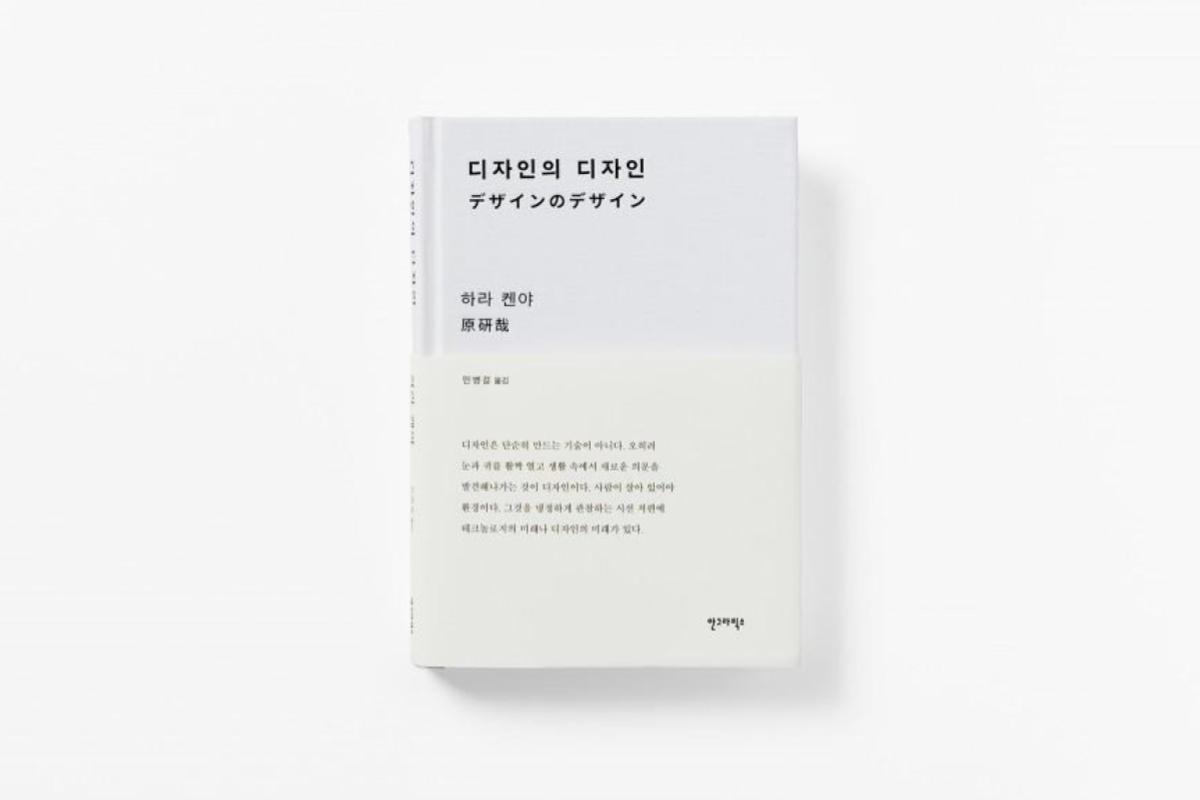 디자인의 디자인
デザインのデザイン
하라 켄야
原研哉
민병걸 옮김
디자인은 단순히 만드는 기술이 아니다. 오히려
눈과 귀를 활짝 열고 생활 속에서 새로운 의문을
발견해나가는 것이 디자인이다. 사람이 살아 있어야
환경이다. 그것을 냉정하게 관찰하는 시선 저편에
테크놀로지의 미래나 디자인의 미래가 있다.
안그라픽스